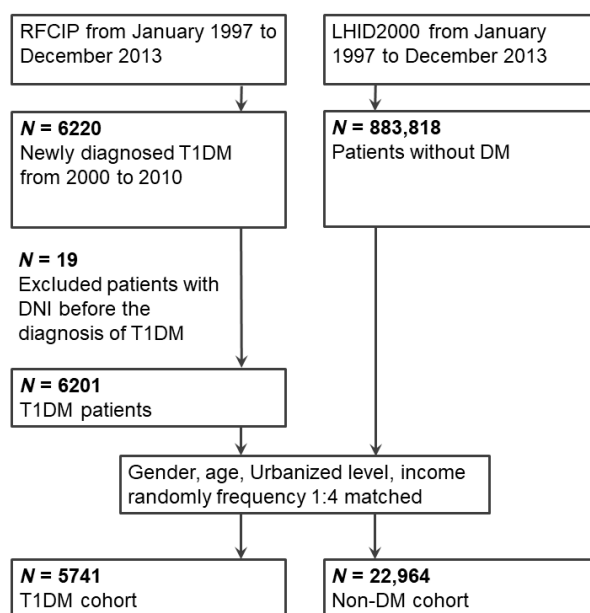 RFCIP from January 1997 to
December 2013
LHID2000 from January
1997 to December 2013
N = 6220
Newly diagnosed T1DM
from 2000 to 2010
N = 883,818
Patients without DM
N = 19
Excluded patients with
DNI before the
diagnosis of T1DM
N = 6201
T1DM patients
Gender, age, Urbanized level, income
randomly frequency 1:4 matched
N = 5741
T1DM cohort
N = 22,964
Non-DM cohort